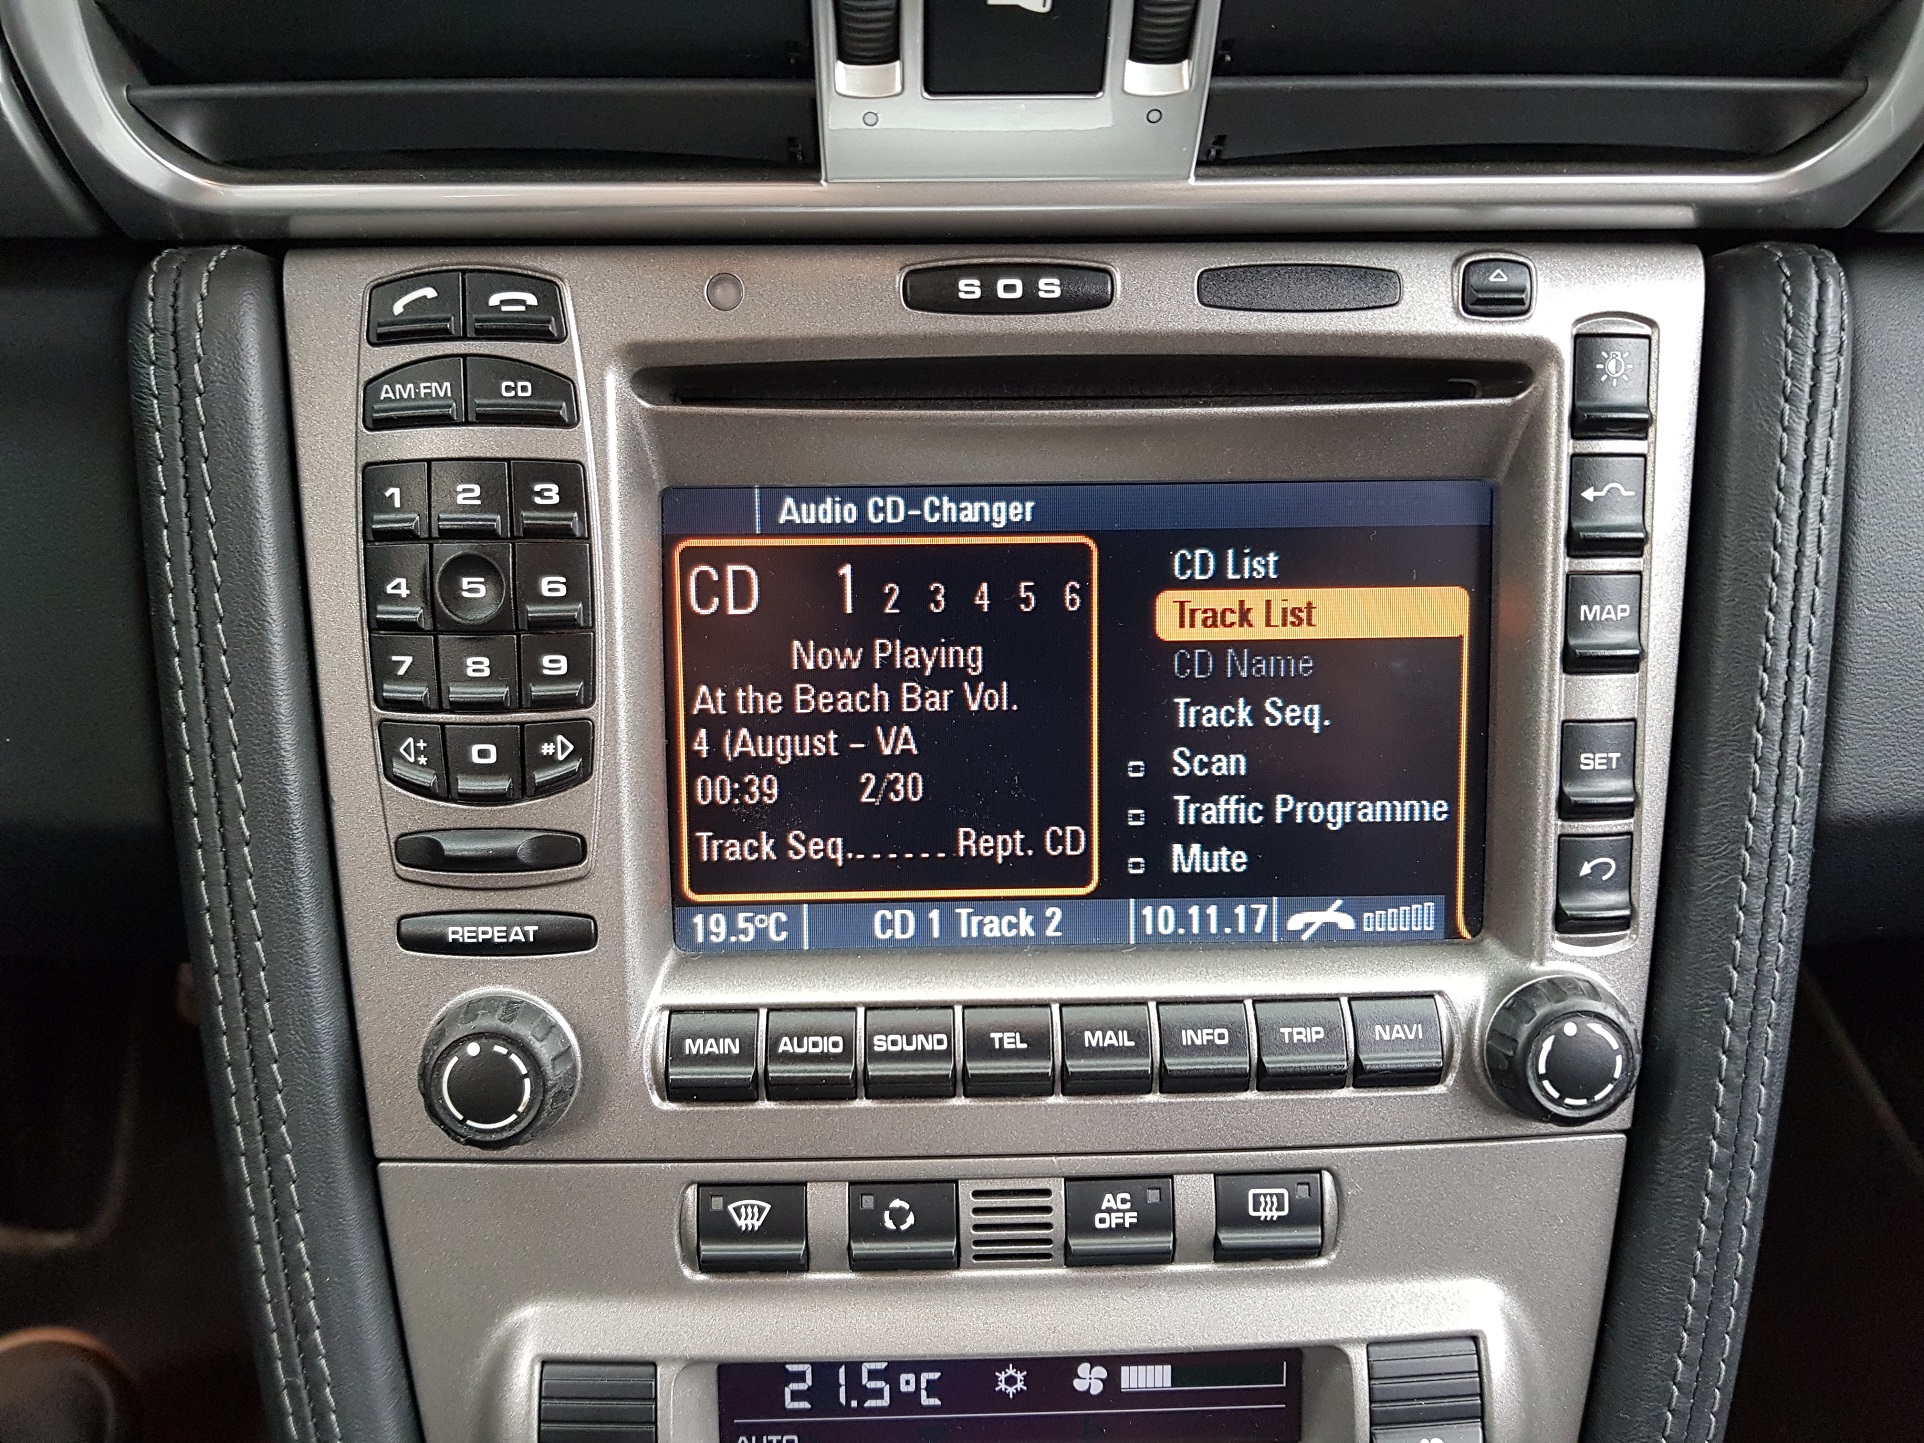 SOS
AM·FM
CD
1 2 3
4 5 6
7 8 9
+
* 0 #
REPEAT
Audio CD-Changer
CD 1 2 3 4 5 6
Now Playing
At the Beach Bar Vol.
4 (August - VA
00:39 2/30
Track Seq....... Rept. CD
CD List
Track List
CD Name
Track Seq.
Scan
Traffic Programme
Mute
19.5°C CD 1 Track 2 10.11.17
MAP
SET
MAIN AUDIO SOUND TEL MAIL INFO TRIP NAVI
AC
OFF
21.5°C
AUTO